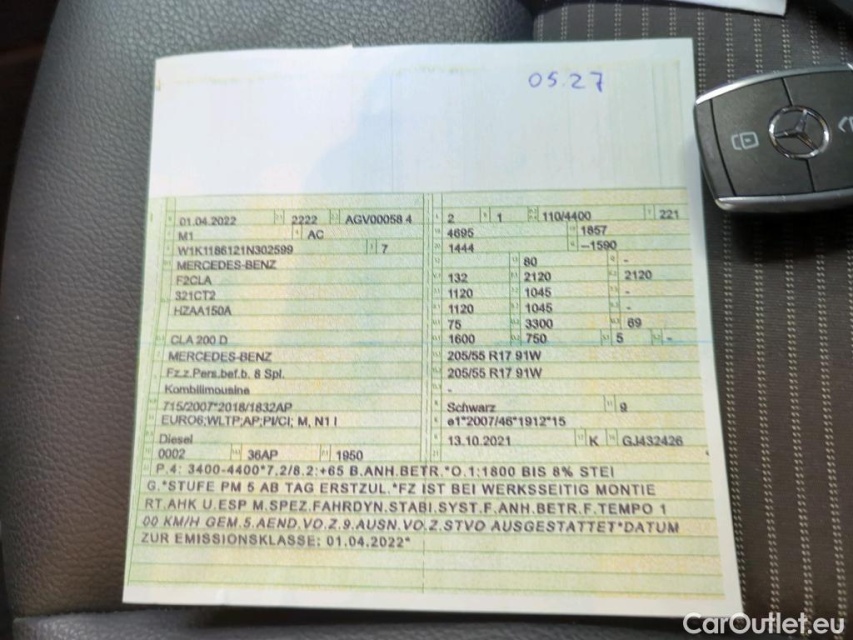 05.27
01.04.2022 2222 AGV00058 4 2 1 110/4400 221
M1 AC 4695 1857
W1K1186121N302599 7 1444 –1590
MERCEDES-BENZ 80 -
F2CLA 132 2120 2120
321CT2 1120 1045 -
HZAA150A 1120 1045 -
75 3300 69
CLA 200 D 1600 750 5 -
MERCEDES-BENZ 205/55 R17 91W
Fz.z.Pers.bef.b. 8 Spl. 205/55 R17 91W
Kombilimousine -
715/2007*2018/1832AP Schwarz 9
EURO6;WLTP;AP;PI/CI; M, N1 I e1*2007/46*1912*15
Diesel 13.10.2021 K GJ432426
0002 36AP 1950
P.4: 3400-4400*7.2/8.2:+65 B.ANH.BETR.*O.1:1800 BIS 8% STEI
G.*STUFE PM 5 AB TAG ERSTZUL.*FZ IST BEI WERKSSEITIG MONTIE
RT.AHK U.ESP M.SPEZ.FAHRDYN.STABI.SYST.F.ANH.BETR.F.TEMPO 1
00 KM/H GEM.5.AEND.VO.Z.9.AUSN.VO.Z.STVO AUSGESTATTET*DATUM
ZUR EMISSIONSKLASSE: 01.04.2022*
CarOutlet.eu